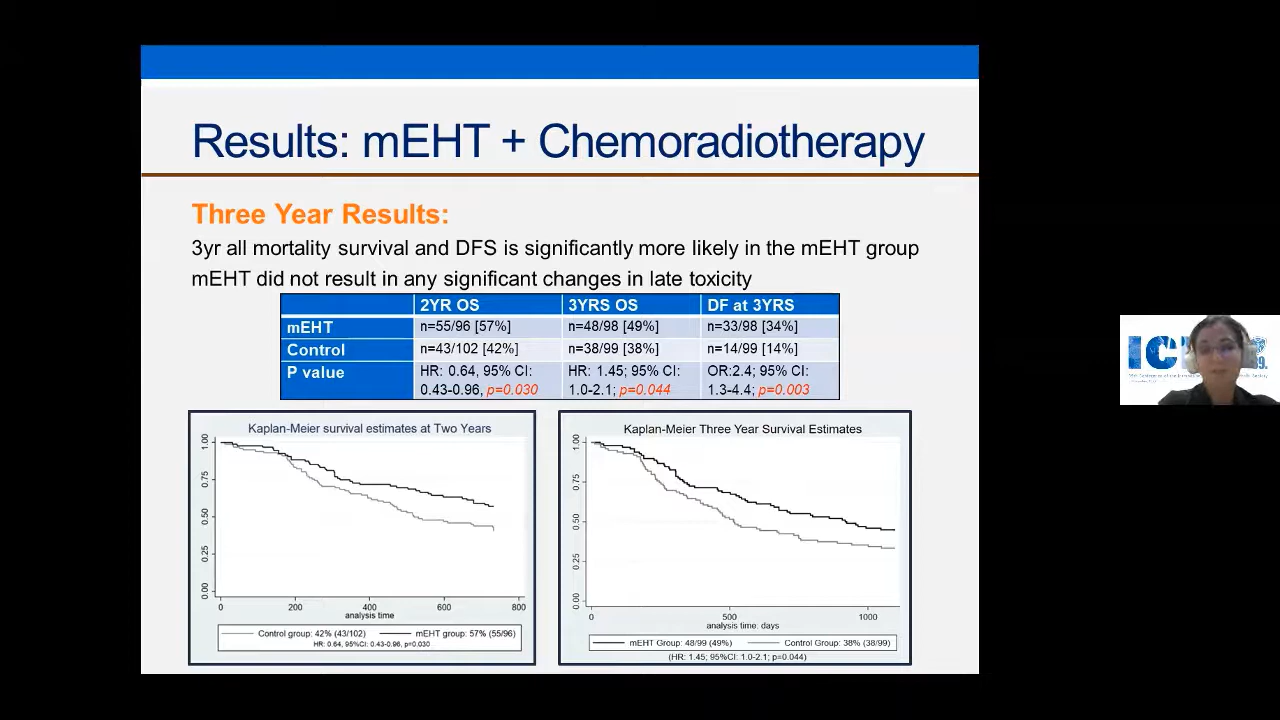 Results: mEHT + Chemoradiotherapy
Three Year Results:
3yr all mortality survival and DFS is significantly more likely in the mEHT group
mEHT did not result in any significant changes in late toxicity
2YR OS 3YRS OS DF at 3YRS
mEHT n=55/96 [57%] n=48/98 [49%] n=33/98 [34%]
Control n=43/102 [42%] n=38/99 [38%] n=14/99 [14%]
P value HR: 0.64, 95% CI: HR: 1.45; 95% CI: OR:2.4; 95% CI:
0.43-0.96, p=0.030 1.0-2.1; p=0.044 1.3-4.4; p=0.003
Kaplan-Meier survival estimates at Two Years
1.00
0.75
0.50
0.25
0.00
0 200 400 600 800
analysis time
Control group: 42% (43/102) mEHT group: 57% (55/96)
HR: 0.64, 95%CI: 0.43-0.96, p=0.030
Kaplan-Meier Three Year Survival Estimates
1.00
0.75
0.50
0.25
0.00
0 500 1000
analysis time: days
mEHT Group: 48/99 (49%) Control Group: 38% (38/99)
(HR: 1.45; 95%CI: 1.0-2.1; p=0.044)